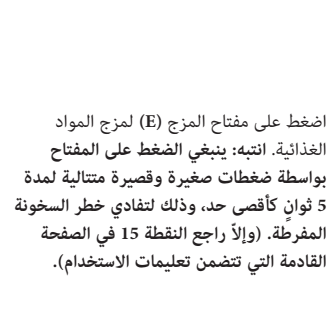 اضغط على مفتاح المزج (E) لمزج المواد
الغذائية. انتبه: ينبغي الضغط على المفتاح
بواسطة ضغطات صغيرة وقصيرة متتالية لمدة
5 ثوانٍ كأقصى حد، وذلك لتفادي خطر السخونة
المفرطة. (وإلاّ راجع النقطة 15 في الصفحة
القادمة التي تتضمن تعليمات الاستخدام).